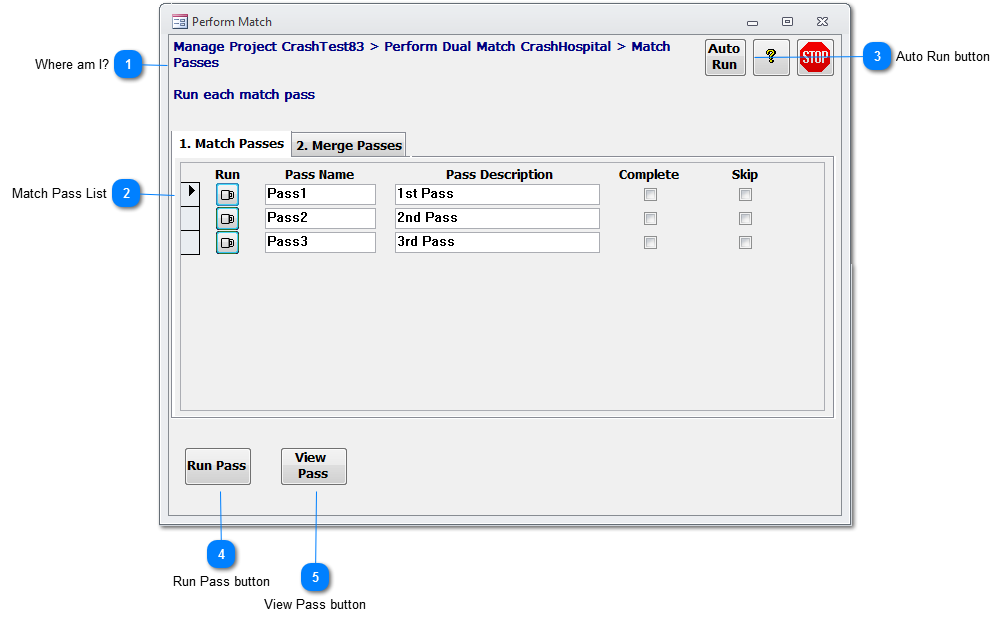 Perform Match
Manage Project CrashTest83 > Perform Dual Match CrashHospital > Match
Passes
Auto
Run
?
STOP
3 Auto Run button
Where am I? 1
Run each match pass
1. Match Passes
2. Merge Passes
Run Pass Name Pass Description Complete Skip
Match Pass List 2
Pass1 1st Pass
Pass2 2nd Pass
Pass3 3rd Pass
Run Pass
View
Pass
4
Run Pass button
5
View Pass button